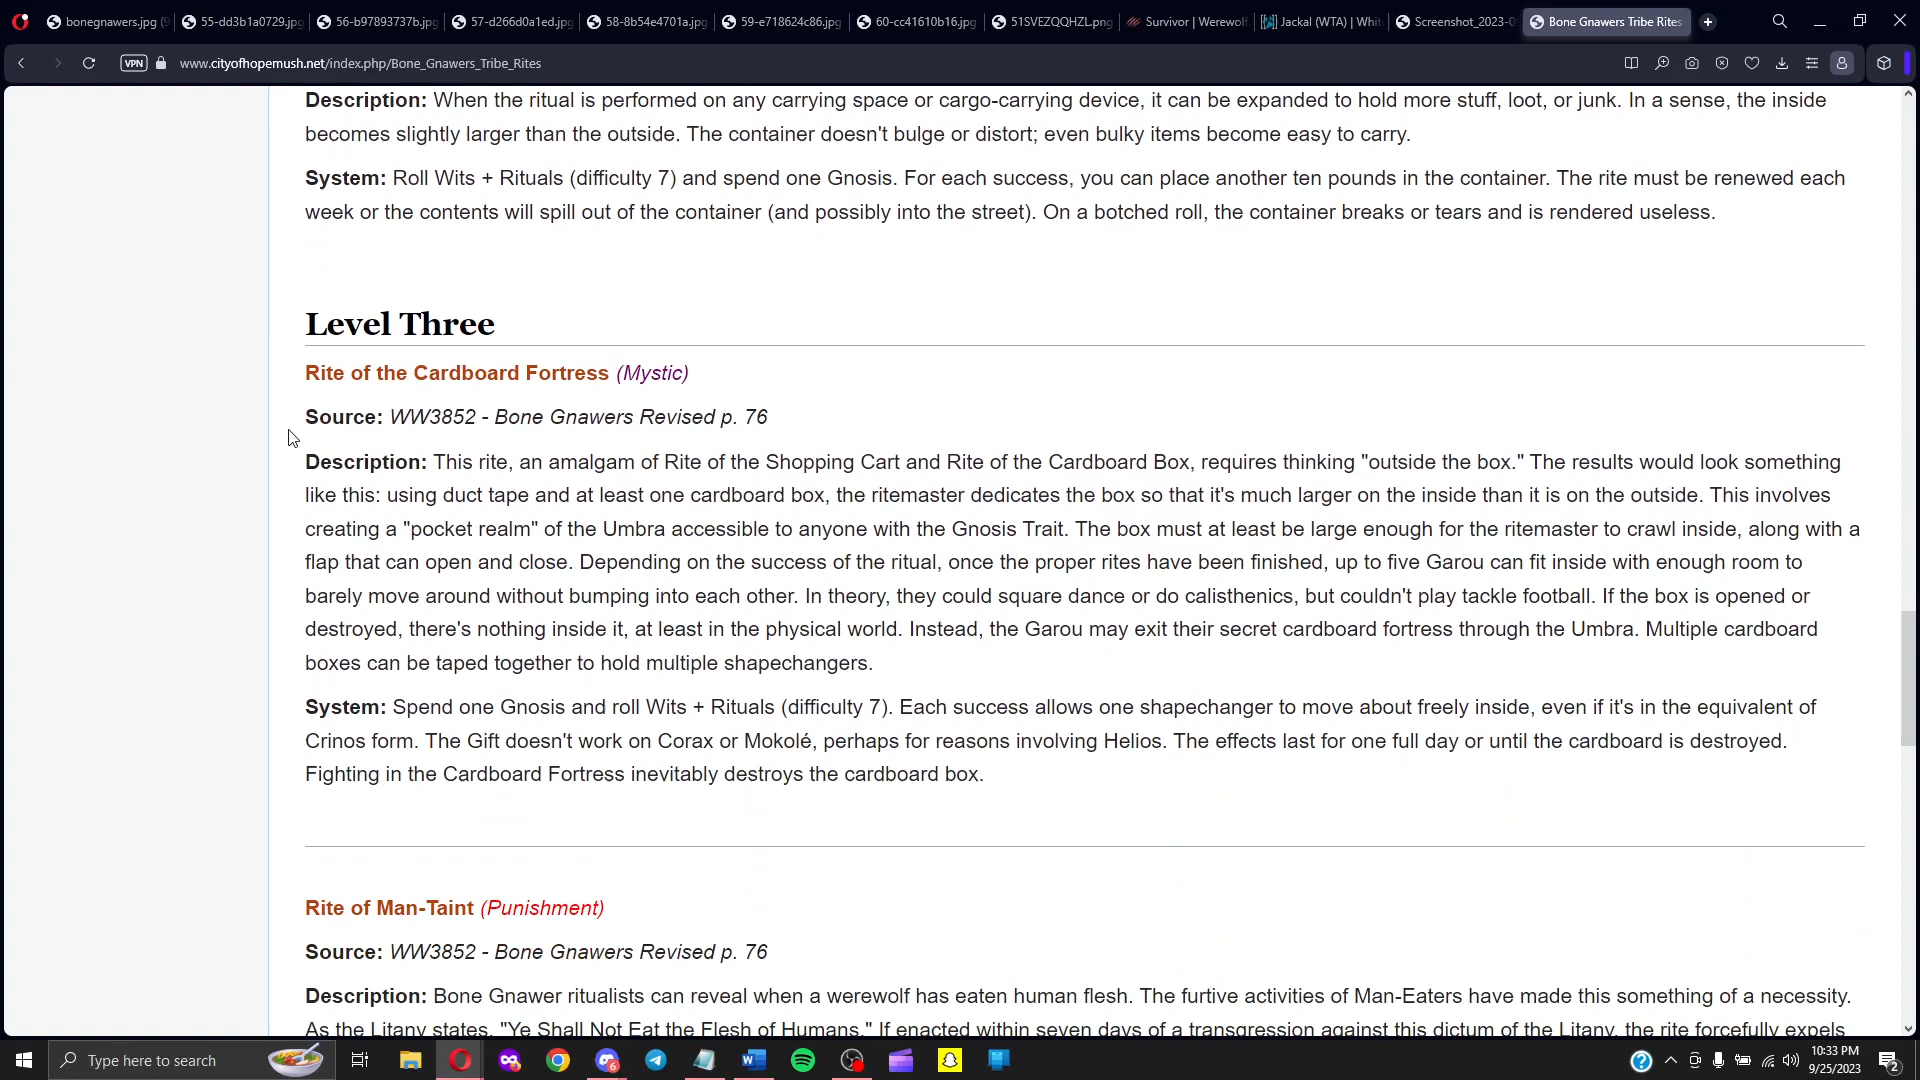 bonegnawers.jpg (9
55-dd3b1a0729.jpg
56-b97893737b.jpg
57-d266d0a1ed.jpg
58-8b54e4701a.jpg
59-e718624c86.jpg
60-cc41610b16.jpg
51SVEZQQHZL.png
Survivor | Werewolf
Jackal (WTA) | Whit
Screenshot_2023-0
Bone Gnawers Tribe Rites
VPN
www.cityofhopemush.net/index.php/Bone_Gnawers_Tribe_Rites
Description: When the ritual is performed on any carrying space or cargo-carrying device, it can be expanded to hold more stuff, loot, or junk. In a sense, the inside
becomes slightly larger than the outside. The container doesn't bulge or distort; even bulky items become easy to carry.
System: Roll Wits + Rituals (difficulty 7) and spend one Gnosis. For each success, you can place another ten pounds in the container. The rite must be renewed each
week or the contents will spill out of the container (and possibly into the street). On a botched roll, the container breaks or tears and is rendered useless.
Level Three
Rite of the Cardboard Fortress (Mystic)
Source: WW3852 - Bone Gnawers Revised p. 76
Description: This rite, an amalgam of Rite of the Shopping Cart and Rite of the Cardboard Box, requires thinking "outside the box." The results would look something
like this: using duct tape and at least one cardboard box, the ritemaster dedicates the box so that it's much larger on the inside than it is on the outside. This involves
creating a "pocket realm" of the Umbra accessible to anyone with the Gnosis Trait. The box must at least be large enough for the ritemaster to crawl inside, along with a
flap that can open and close. Depending on the success of the ritual, once the proper rites have been finished, up to five Garou can fit inside with enough room to
barely move around without bumping into each other. In theory, they could square dance or do calisthenics, but couldn't play tackle football. If the box is opened or
destroyed, there's nothing inside it, at least in the physical world. Instead, the Garou may exit their secret cardboard fortress through the Umbra. Multiple cardboard
boxes can be taped together to hold multiple shapechangers.
System: Spend one Gnosis and roll Wits + Rituals (difficulty 7). Each success allows one shapechanger to move about freely inside, even if it's in the equivalent of
Crinos form. The Gift doesn't work on Corax or Mokolé, perhaps for reasons involving Helios. The effects last for one full day or until the cardboard is destroyed.
Fighting in the Cardboard Fortress inevitably destroys the cardboard box.
Rite of Man-Taint (Punishment)
Source: WW3852 - Bone Gnawers Revised p. 76
Description: Bone Gnawer ritualists can reveal when a werewolf has eaten human flesh. The furtive activities of Man-Eaters have made this something of a necessity.
As the Litany states, "Ye Shall Not Eat the Flesh of Humans." If enacted within seven days of a transgression against this dictum of the Litany, the rite forcefully expels
Type here to search
6
10:33 PM
9/25/2023
2